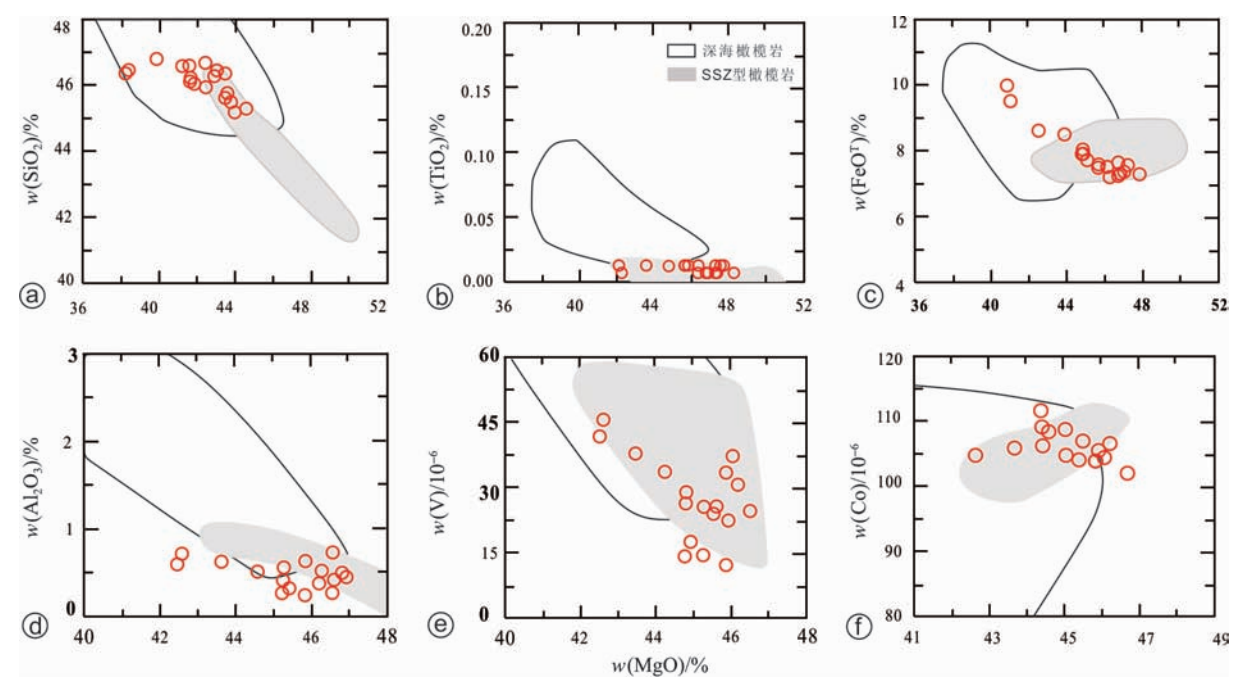 48
46
44
42
40
w(SiO₂)/%
ⓐ
36 40 44 48 52
0.20
0.15
0.10
0.05
0.00
w(TiO₂)/%
深海橄榄岩
SSZ型橄榄岩
ⓑ
36 40 44 48 52
12
10
8
6
4
w(FeOᵀ)/%
ⓒ
36 40 44 48 52
3
2
1
0
w(Al₂O₃)/%
ⓓ
40 42 44 46 48
60
45
30
15
0
w(V)/10⁻⁶
ⓔ
40 42 44 46 48
120
110
100
90
80
w(Co)/10⁻⁶
ⓕ
41 43 45 47 49
w(MgO)/%